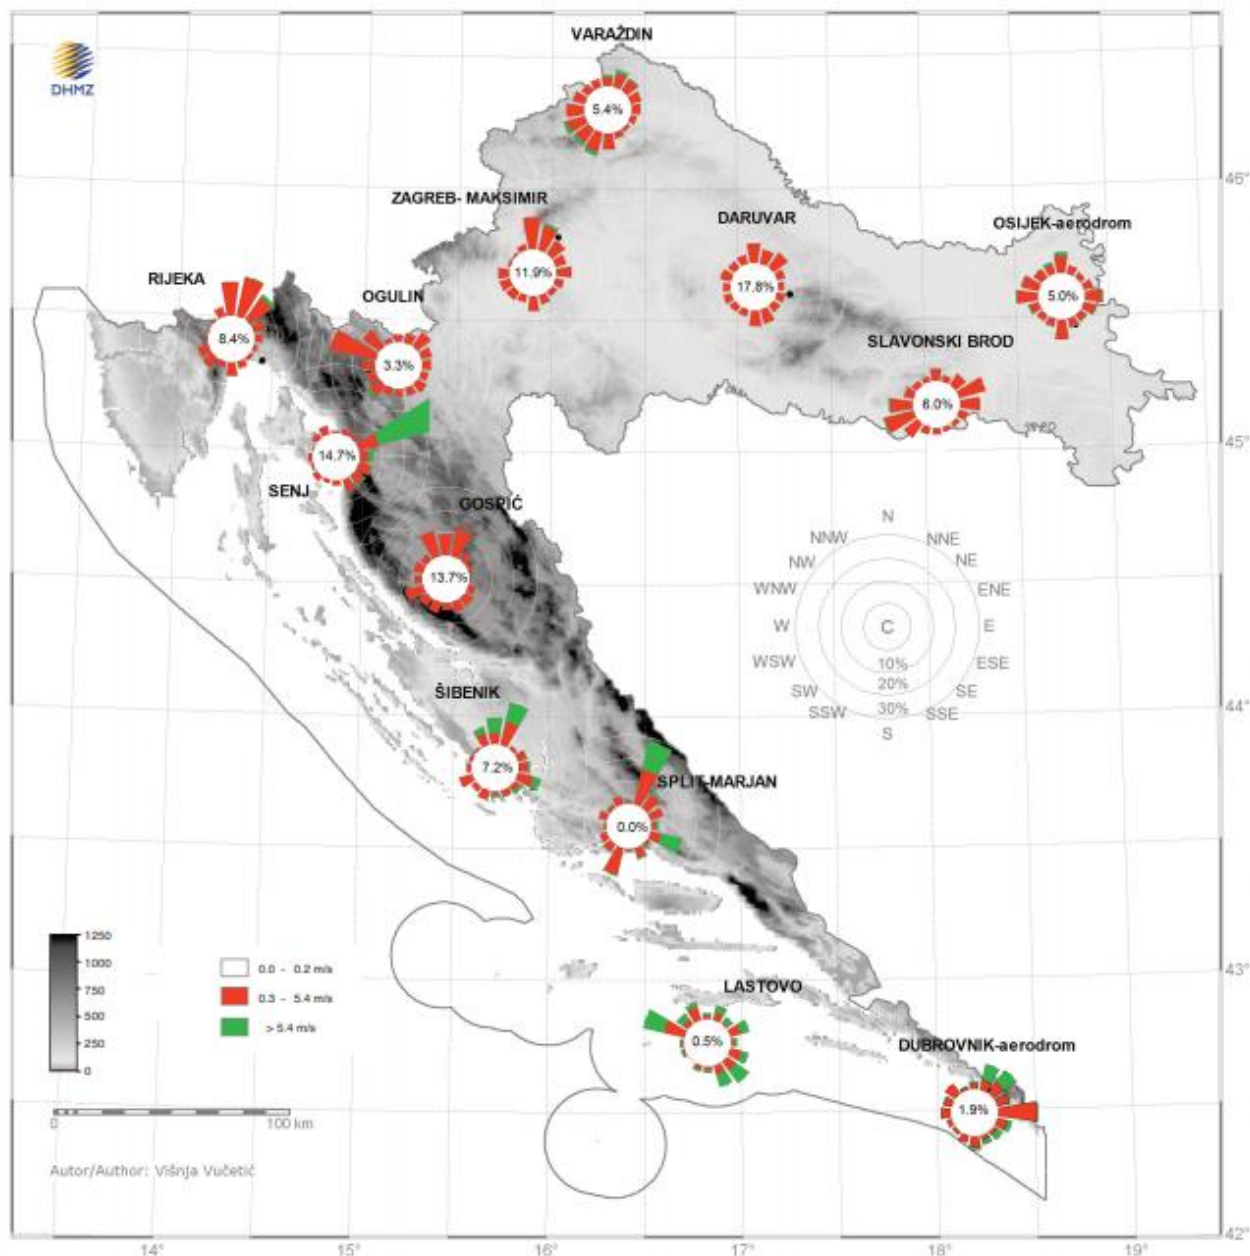 VARAŽDIN
DHMZ
5.4%
46°
ZAGREB- MAKSIMIR
DARUVAR
OSIJEK-aerodrom
RIJEKA
11.9%
17.8%
5.0%
OGULIN
8.4%
SLAVONSKI BROD
3.3%
8.0%
45°
14.7%
SENJ
GOSPIĆ
N
NNW
NNE
NW
NE
13.7%
WNW
ENE
W
C
E
WSW
10%
ESE
SW
20%
SE
SSW
30%
SSE
S
ŠIBENIK
44°
7.2%
SPLIT-MARJAN
0.0%
1250
1000
750
500
250
0
0.0 - 0.2 m/s
0.3 - 5.4 m/s
> 5.4 m/s
43°
LASTOVO
0.5%
DUBROVNIK-aerodrom
1.9%
0
100 km
Autor/Author: Višnja Vučetić
14°
15°
16°
17°
18°
19°
42°